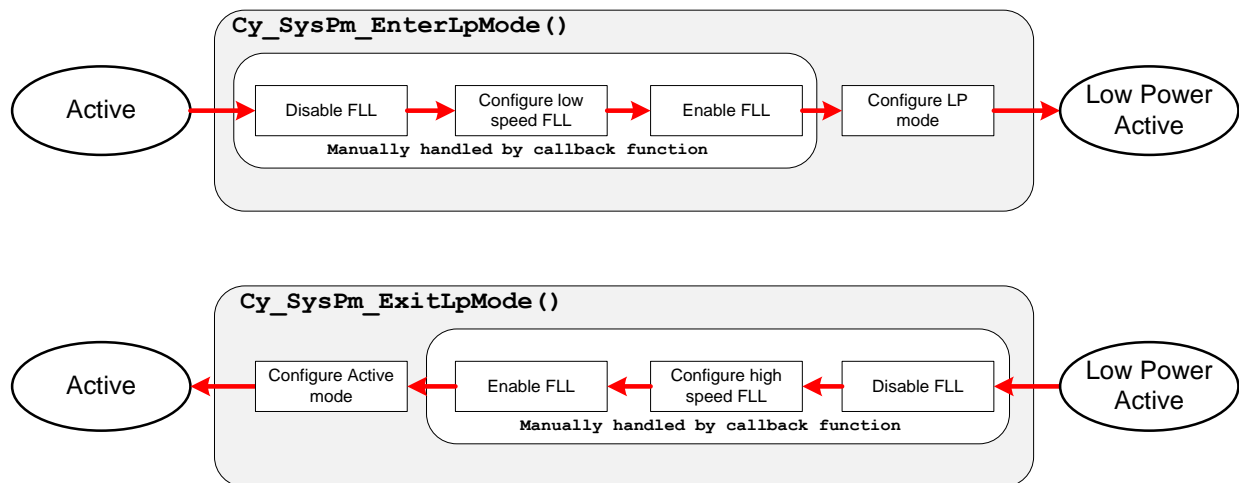 Cy_SysPm_EnterLpMode()
Active
Disable FLL
Configure low
speed FLL
Enable FLL
Configure LP
mode
Low Power
Active
Manually handled by callback function
Cy_SysPm_ExitLpMode()
Active
Configure Active
mode
Enable FLL
Configure high
speed FLL
Disable FLL
Low Power
Active
Manually handled by callback function